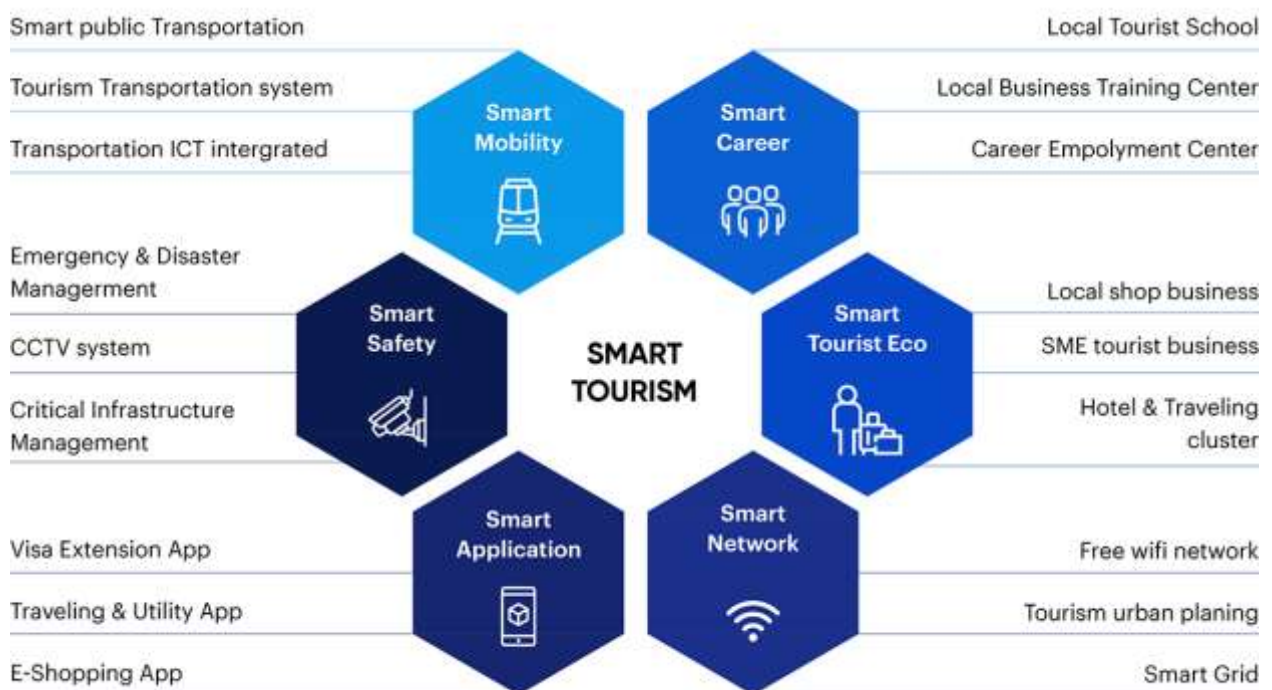 Smart public Transportation
Tourism Transportation system
Transportation ICT intergrated
Smart
Mobility
Smart
Career
Local Tourist School
Local Business Training Center
Career Empolyment Center
Emergency & Disaster
Managerment
CCTV system
Critical Infrastructure
Management
Smart
Safety
SMART
TOURISM
Smart
Tourist Eco
Local shop business
SME tourist business
Hotel & Traveling
cluster
Visa Extension App
Traveling & Utility App
E-Shopping App
Smart
Application
Smart
Network
Free wifi network
Tourism urban planing
Smart Grid